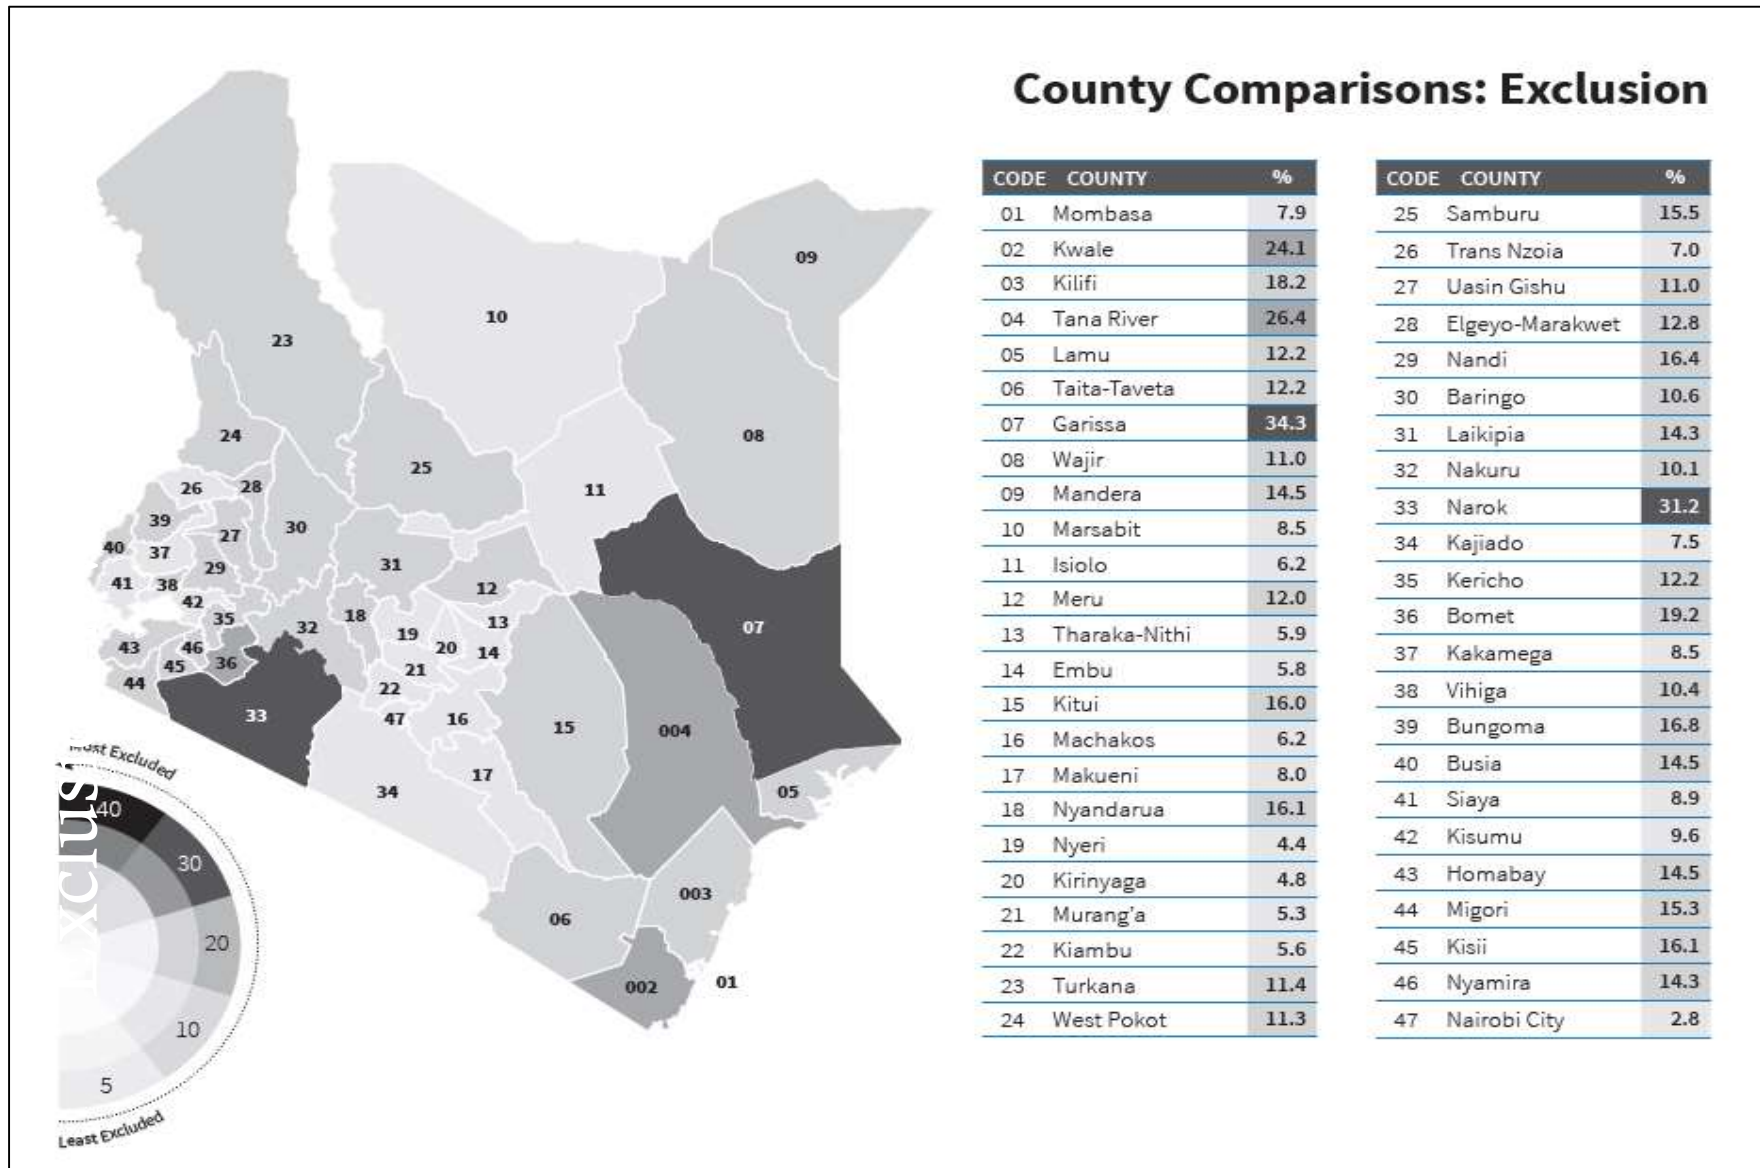 County Comparisons: Exclusion
CODE COUNTY %
01 Mombasa 7.9
02 Kwale 24.1
03 Kilifi 18.2
04 Tana River 26.4
05 Lamu 12.2
06 Taita-Taveta 12.2
07 Garissa 34.3
08 Wajir 11.0
09 Mandera 14.5
10 Marsabit 8.5
11 Isiolo 6.2
12 Meru 12.0
13 Tharaka-Nithi 5.9
14 Embu 5.8
15 Kitui 16.0
16 Machakos 6.2
17 Makueni 8.0
18 Nyandarua 16.1
19 Nyeri 4.4
20 Kirinyaga 4.8
21 Murang'a 5.3
22 Kiambu 5.6
23 Turkana 11.4
24 West Pokot 11.3
CODE COUNTY %
25 Samburu 15.5
26 Trans Nzoia 7.0
27 Uasin Gishu 11.0
28 Elgeyo-Marakwet 12.8
29 Nandi 16.4
30 Baringo 10.6
31 Laikipia 14.3
32 Nakuru 10.1
33 Narok 31.2
34 Kajiado 7.5
35 Kericho 12.2
36 Bomet 19.2
37 Kakamega 8.5
38 Vihiga 10.4
39 Bungoma 16.8
40 Busia 14.5
41 Siaya 8.9
42 Kisumu 9.6
43 Homabay 14.5
44 Migori 15.3
45 Kisii 16.1
46 Nyamira 14.3
47 Nairobi City 2.8
09
10
23
24
08
25
26
28
11
39
27
30
40
37
29
31
41
38
12
42
35
18
32
13
07
19
43
46
20
14
45
36
21
44
22
33
47
16
15
004
17
34
05
003
06
002
01
Excluded
40
30
20
10
5
Least Excluded